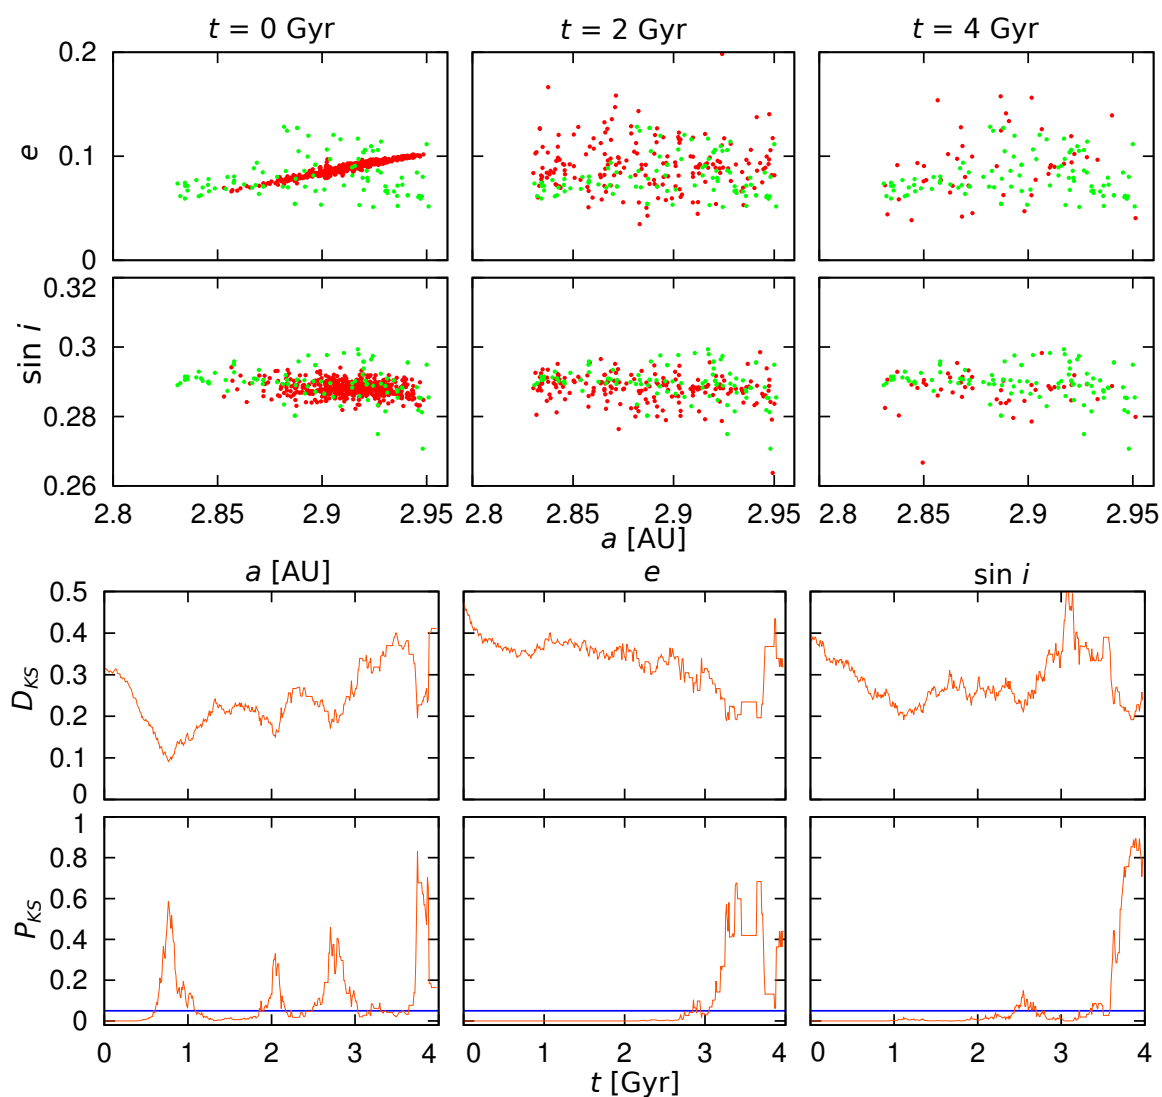 t = 0 Gyr t = 2 Gyr t = 4 Gyr
0.2
0.1
0
e
0.32
0.3
0.28
0.26
sin i
2.8 2.85 2.9 2.95 2.8 2.85 2.9 2.95 2.8 2.85 2.9 2.95
a [AU]
a [AU] e sin i
0.5
0.4
0.3
0.2
0.1
0
D_KS
1
0.8
0.6
0.4
0.2
0
P_KS
0 1 2 3 4 0 1 2 3 4 0 1 2 3 4
t [Gyr]